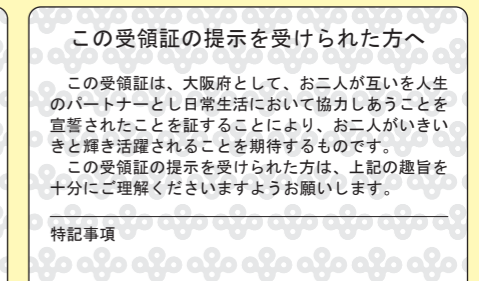 この受領証の提示を受けられた方へ
この受領証は、大阪府として、お二人が互いを人生
のパートナーとし日常生活において協力しあうことを
宣誓されたことを証することにより、お二人がいきい
きと輝き活躍されることを期待するものです。
この受領証の提示を受けられた方は、上記の趣旨を
十分にご理解くださいますようお願いします。
特記事項